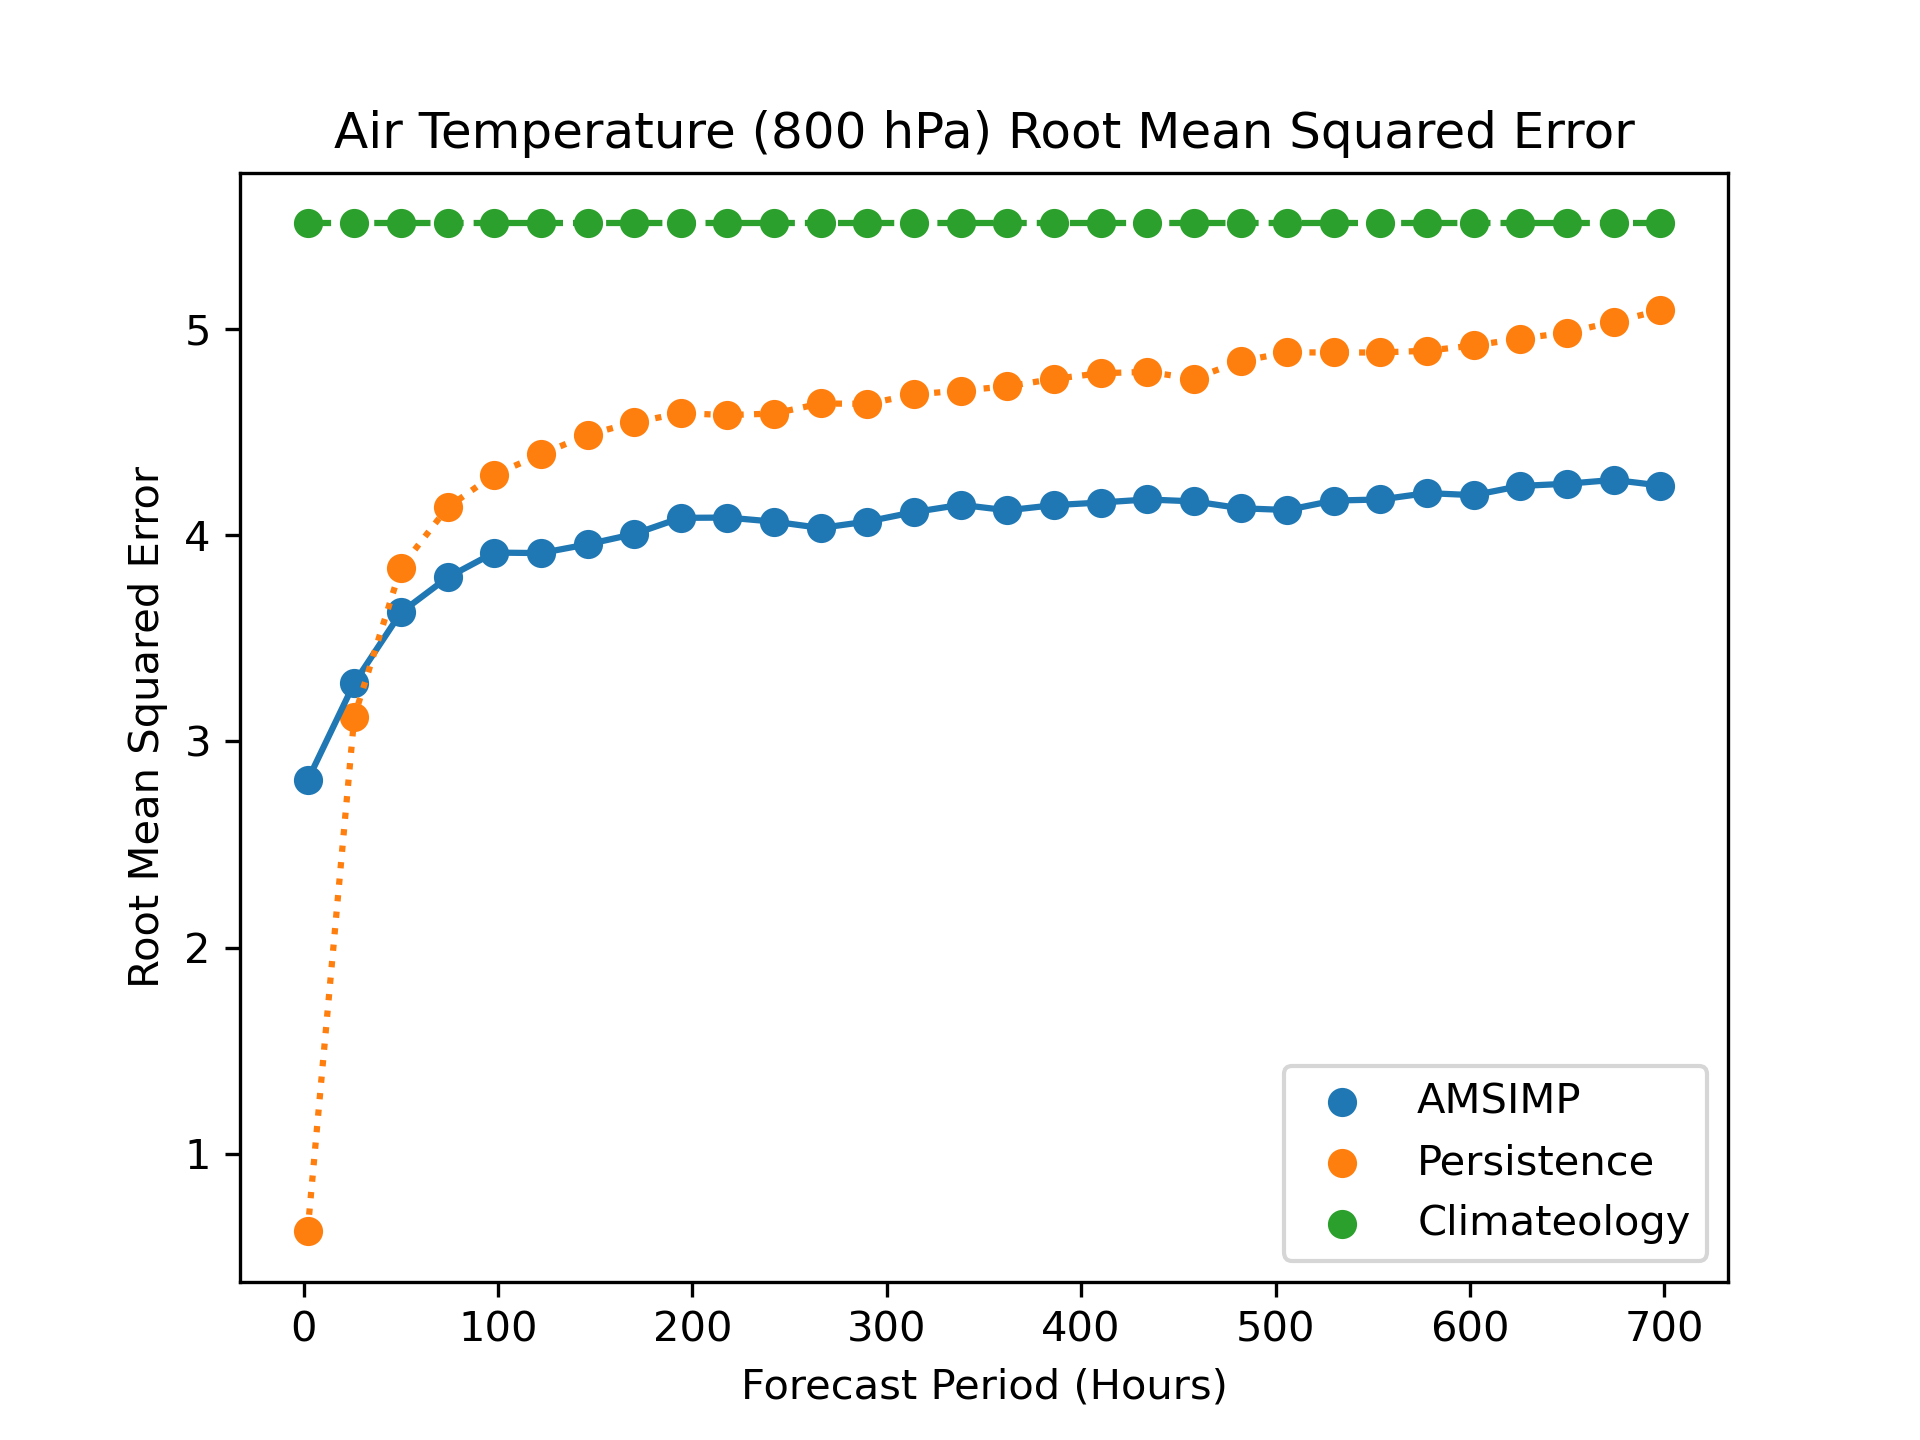 Air Temperature (800 hPa) Root Mean Squared Error
Root Mean Squared Error
5
4
3
2
1
0 100 200 300 400 500 600 700
Forecast Period (Hours)
AMSIMP
Persistence
Climateology